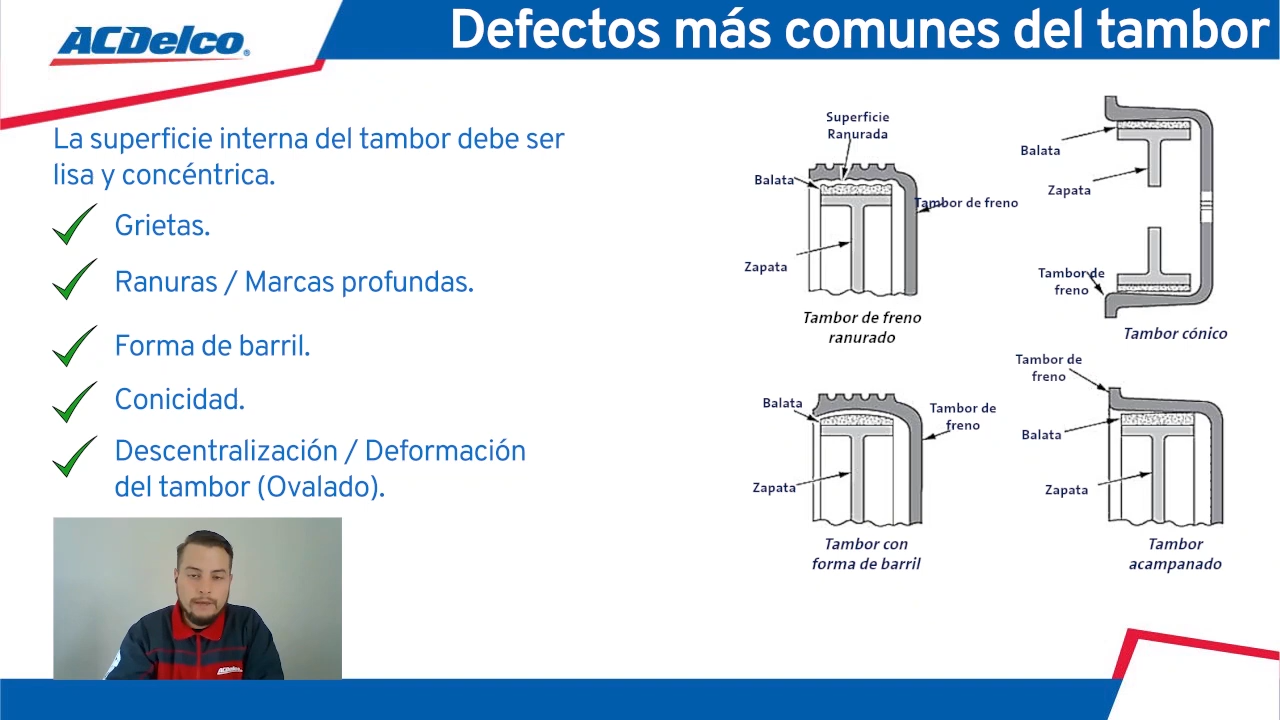 ACDelco®
Defectos más comunes del tambor
La superficie interna del tambor debe ser
lisa y concéntrica.
Grietas.
Ranuras / Marcas profundas.
Forma de barril.
Conicidad.
Descentralización / Deformación
del tambor (Ovalado).
Superficie
Ranurada
Balata
Tambor de freno
Zapata
Tambor de freno
ranurado
Balata
Zapata
Tambor de
freno
Tambor cónico
Balata
Tambor de
freno
Zapata
Tambor con
forma de barril
Tambor de
freno
Balata
Zapata
Tambor
acampanado
ACDelco